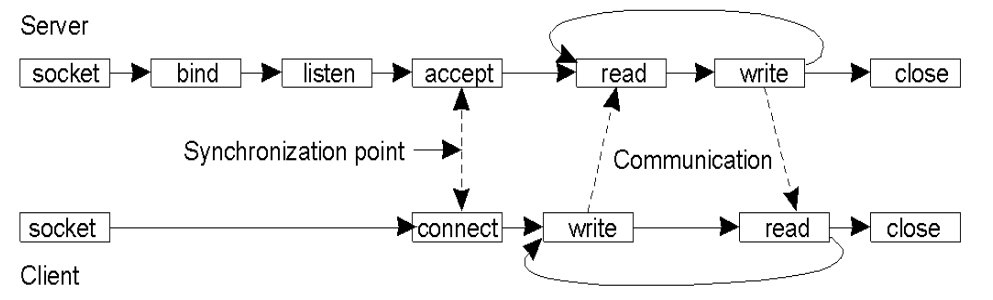 Server
socket bind listen accept read write close
Synchronization point
Communication
socket connect write read close
Client